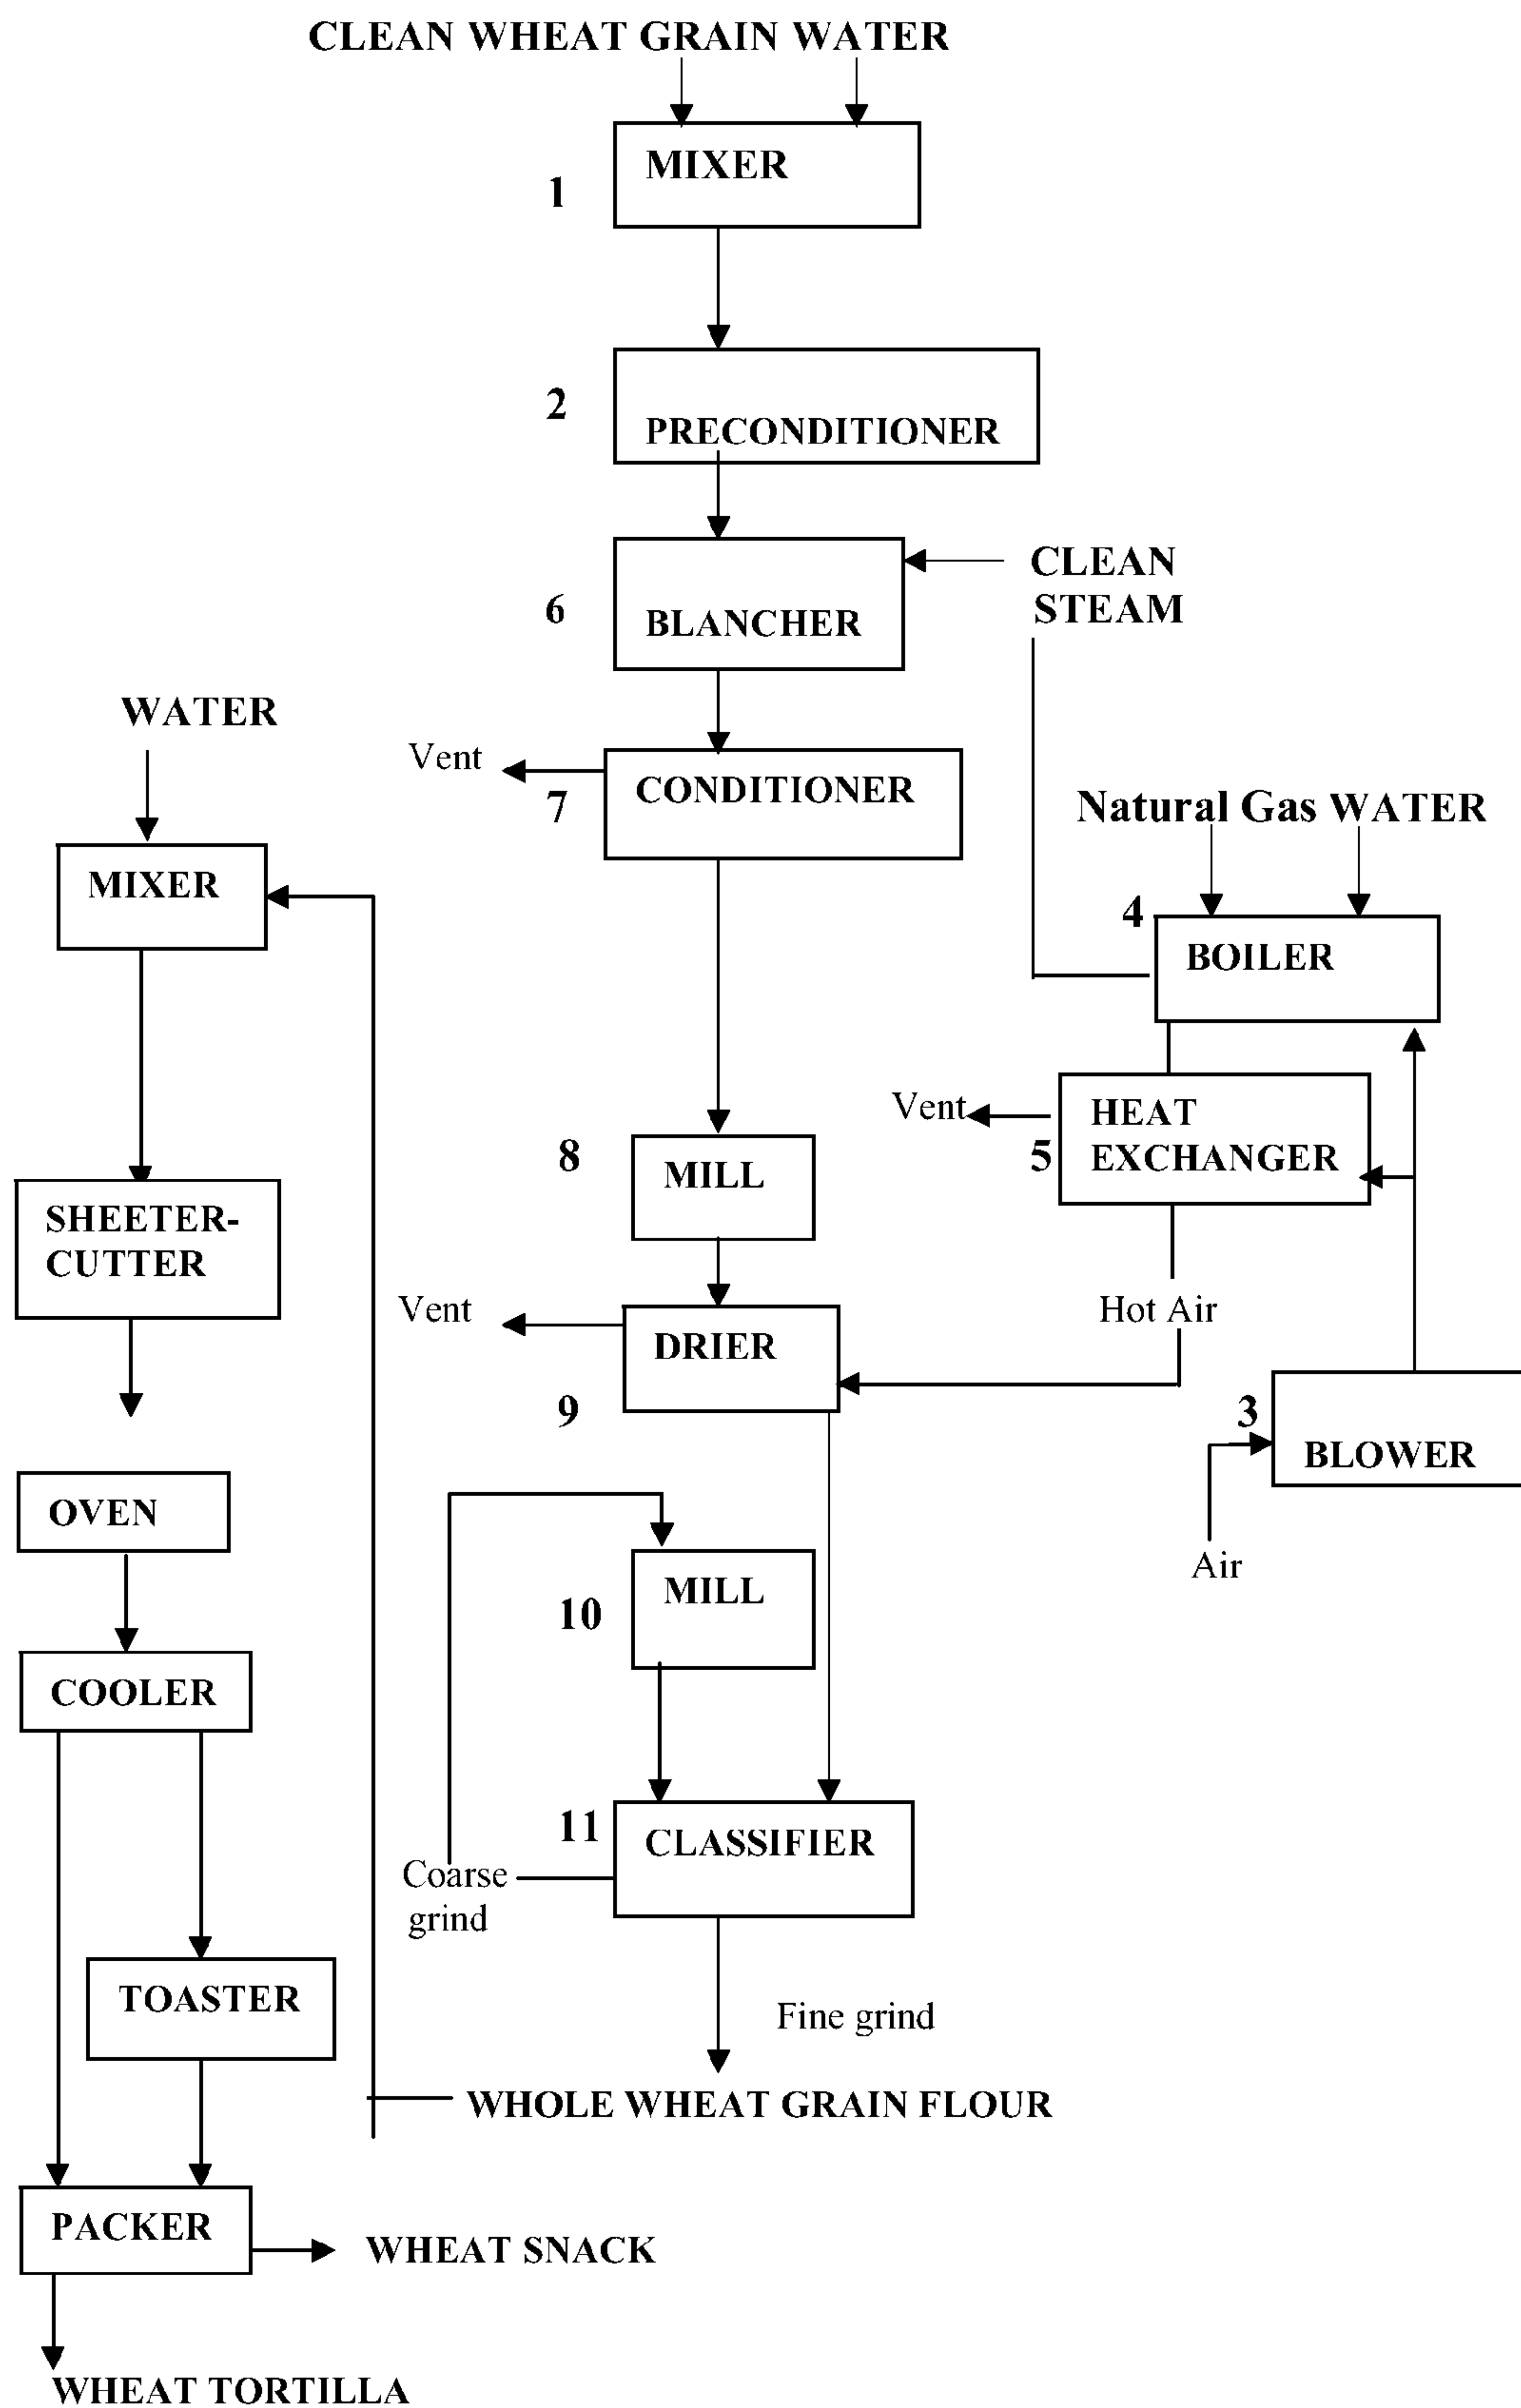 CLEAN WHEAT GRAIN WATER
MIXER
1
2
PRECONDITIONER
CLEAN
STEAM
6
BLANCHER
WATER
Vent
7
CONDITIONER
Natural Gas WATER
MIXER
4
BOILER
Vent
HEAT
EXCHANGER
5
8
MILL
SHEETER-
CUTTER
Vent
Hot Air
DRIER
9
3
BLOWER
OVEN
Air
MILL
10
COOLER
11
CLASSIFIER
Coarse
grind
TOASTER
Fine grind
WHOLE WHEAT GRAIN FLOUR
PACKER
WHEAT SNACK
WHEAT TORTILLA